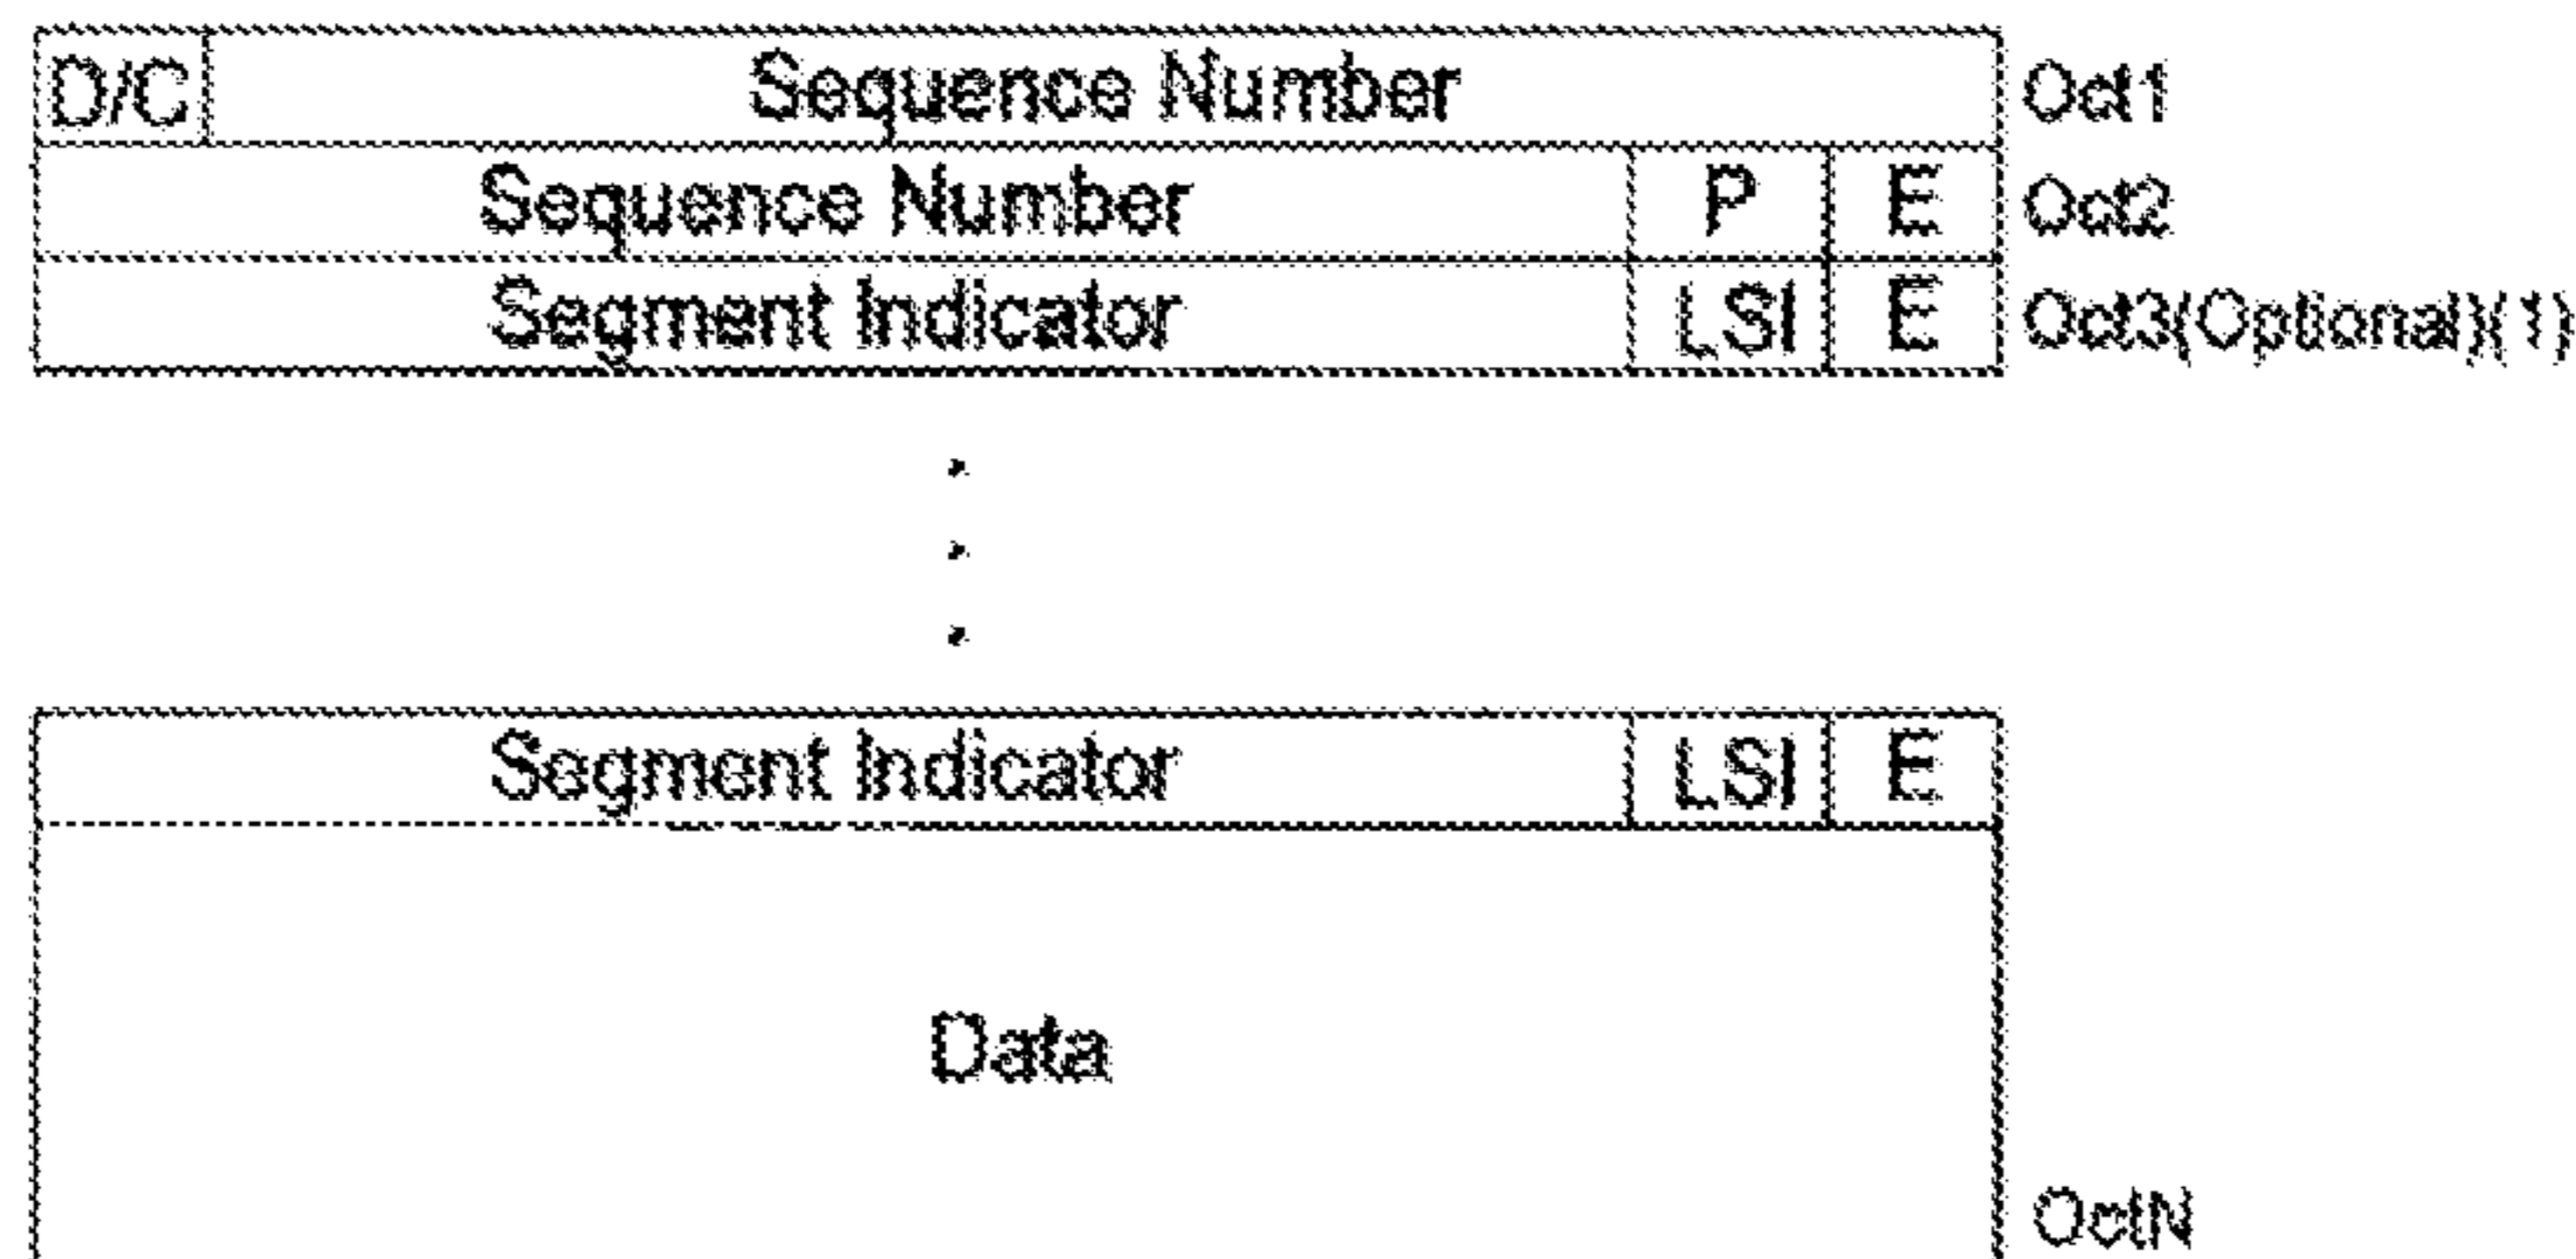 D/C Sequence Number Oct1
Sequence Number P E Oct2
Segment Indicator LSI E Oct3(Optional)(1)
Segment Indicator LSI E
Data
OctN